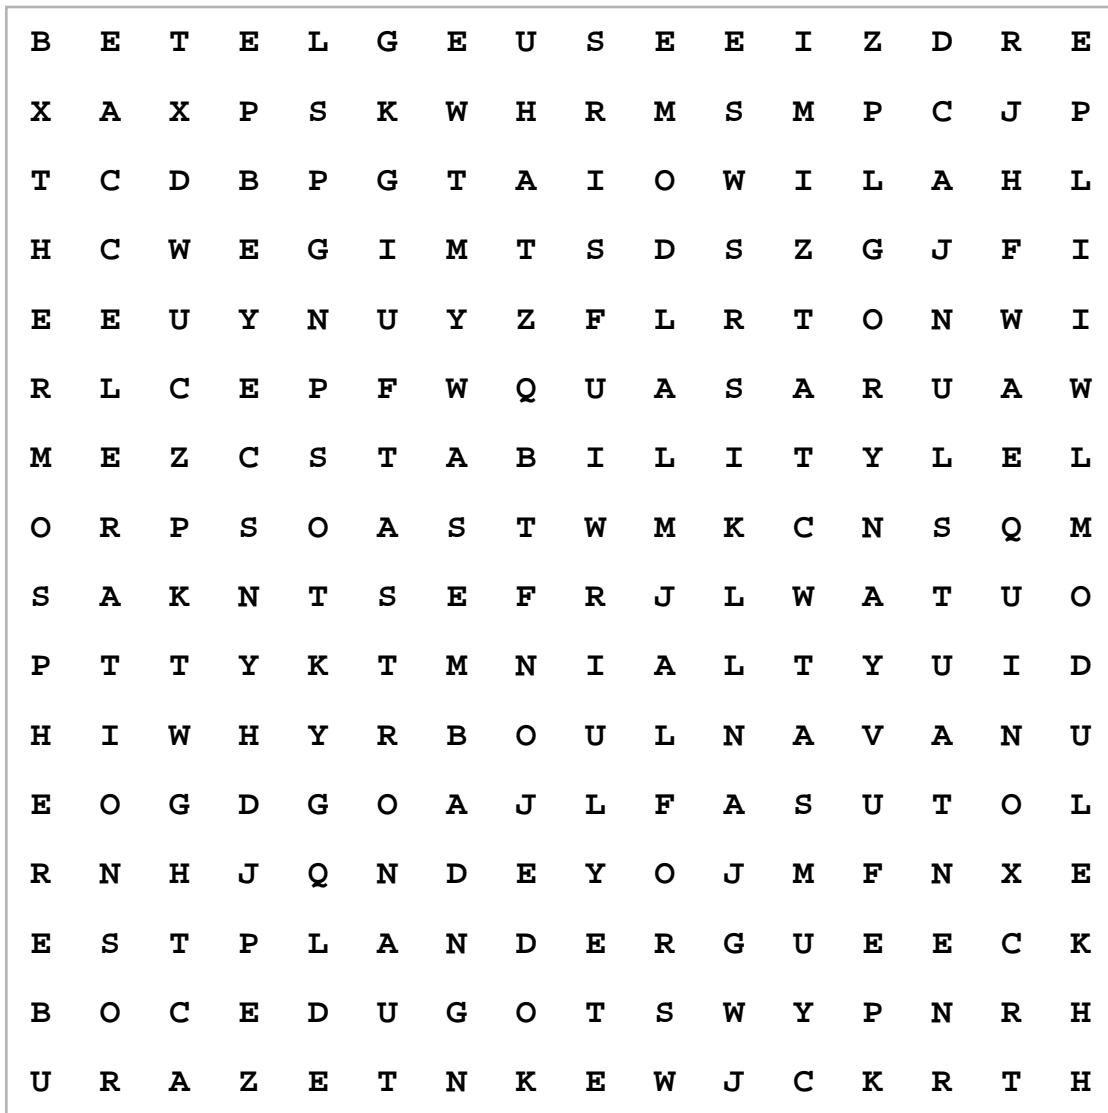 B E T E L G E U S E E I Z D R E
X A X P S K W H R M S M P C J P
T C D B P G T A I O W I L A H L
H C W E G I M T S D S Z G J F I
E E U Y N U Y Z F L R T O N W I
R L C E P F W Q U A S A R U A W
M E Z C S T A B I L I T Y L E L
O R P S O A S T W M K C N S Q M
S A K N T S E F R J L W A T U O
P T T Y K T M N I A L T Y U I D
H I W H Y R B O U L N A V A N U
E O G D G O A J L F A S U T O L
R N H J Q N D E Y O J M F N X E
E S T P L A N D E R G U E E C K
B O C E D U G O T S W Y P N R H
U R A Z E T N K E W J C K R T H